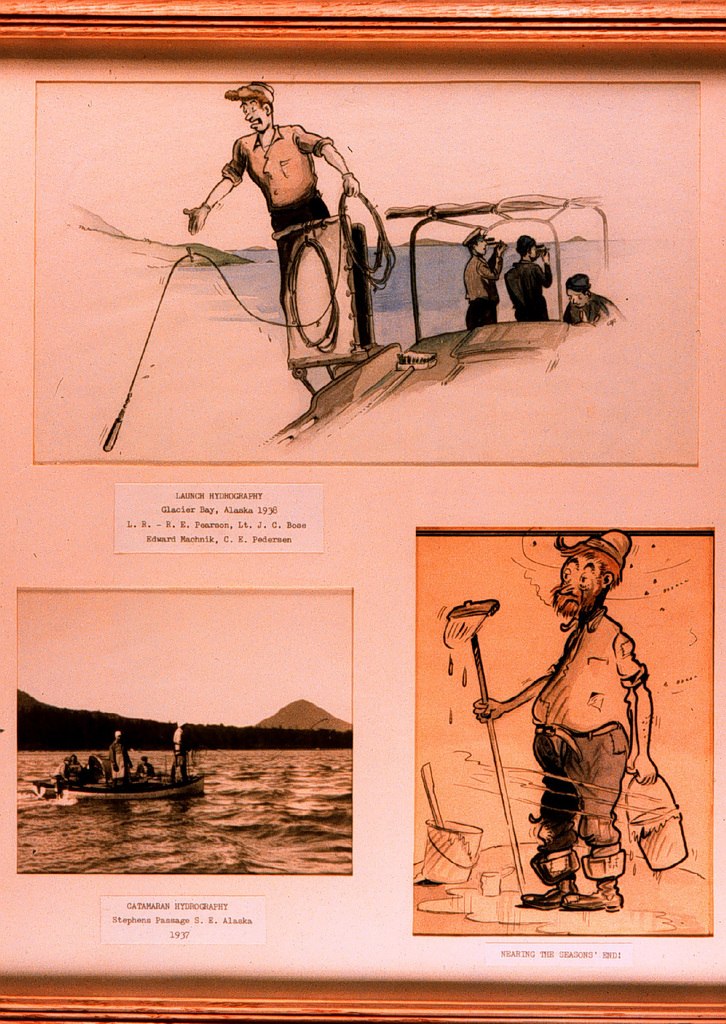 LAUNCH HYDROGRAPHY
Glacier Bay, Alaska 1938
L. R. - R. E. Pearson, Lt. J. C. Bose
Edward Machnik, C. E. Pedersen
CATAMARAN HYDROGRAPHY
Stephens Passage S. E. Alaska
1937
NEARING THE SEASONS' END!